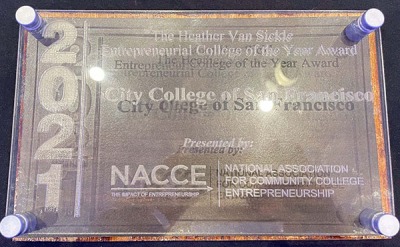 2021
The Heather Van Sickle
Entrepreneurial College of the Year Award
City College of San Francisco
Presented by:
NACCE
THE IMPACT OF ENTREPRENEURSHIP
NATIONAL ASSOCIATION
FOR COMMUNITY COLLEGE
ENTREPRENEURSHIP